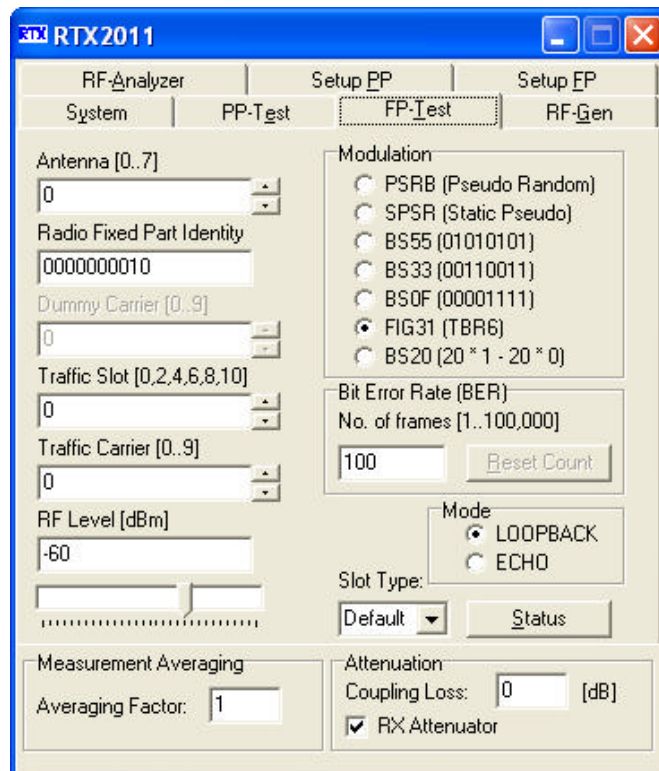 RTX RTX2011
RF-Analyzer Setup PP Setup FP
System PP-Test FP-Test RF-Gen
Antenna [0..7]
0
Radio Fixed Part Identity
0000000010
Dummy Carrier [0..9]
0
Traffic Slot [0,2,4,6,8,10]
0
Traffic Carrier [0..9]
0
RF Level [dBm]
-60
Modulation
PSRB (Pseudo Random)
SPSR (Static Pseudo)
BS55 (01010101)
BS33 (00110011)
BS0F (00001111)
FIG31 (TBR6)
BS20 (20 * 1 - 20 * 0)
Bit Error Rate (BER)
No. of frames [1..100,000]
100 Reset Count
Mode
LOOPBACK
ECHO
Slot Type:
Default Status
Measurement Averaging
Averaging Factor: 1
Attenuation
Coupling Loss: 0 [dB]
RX Attenuator